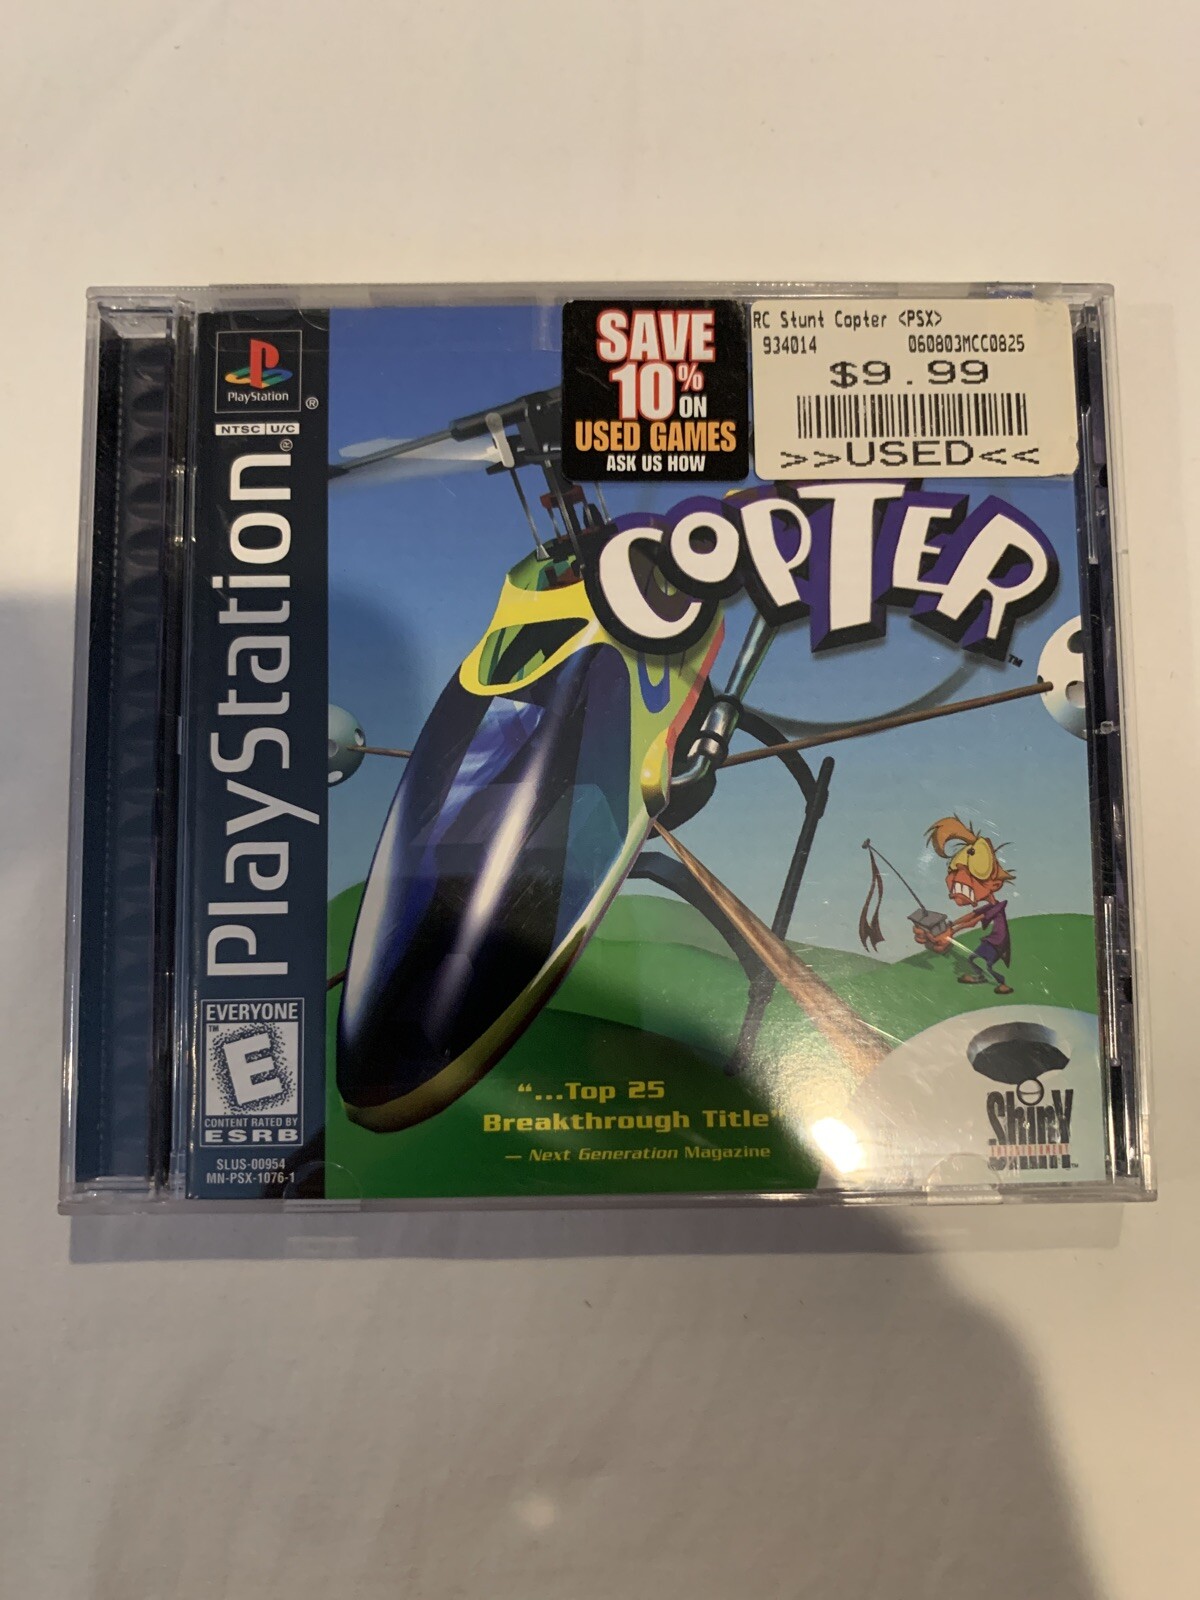 PlayStation
®
NTSC U/C
PlayStation®
SAVE
10%
ON
USED GAMES
ASK US HOW
RC Stunt Copter <PSX>
934014 060803MCC0825
$9.99
>>USED<<
COPTER™
EVERYONE
™
E
CONTENT RATED BY
ESRB
SLUS-00954
MN-PSX-1076-1
"...Top 25
Breakthrough Title"
— Next Generation Magazine
Shiny